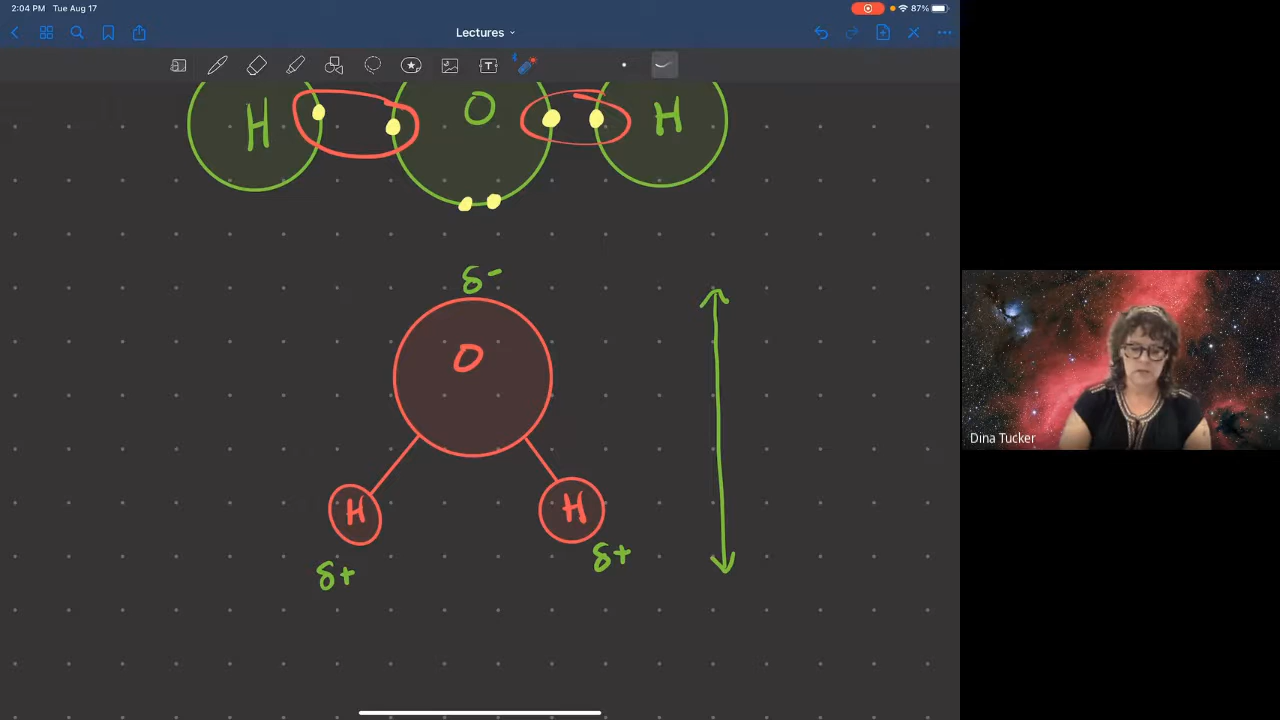 2:04 PM Tue Aug 17
87%
Lectures
T
H O H
δ-
O
H H
δ+ δ+
Dina Tucker